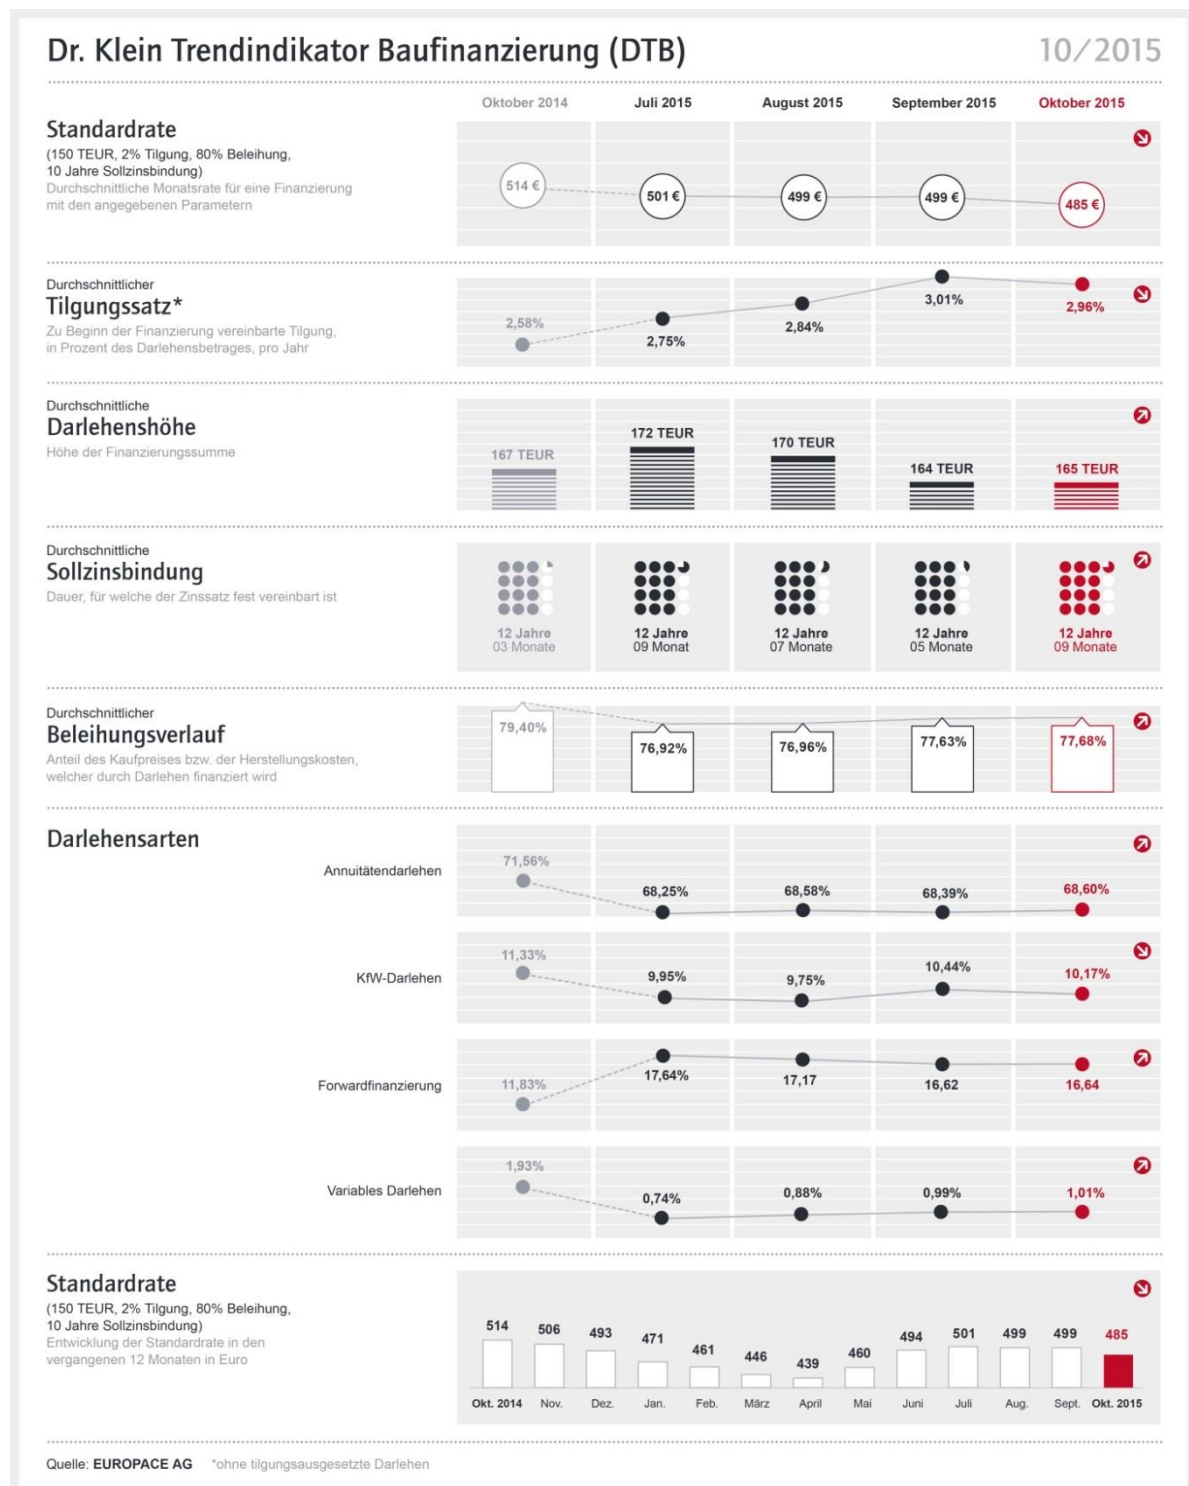 Dr. Klein Trendindikator Baufinanzierung (DTB)
10/2015
Oktober 2014
Juli 2015
August 2015
September 2015
Oktober 2015
Standardrate
(150 TEUR, 2% Tilgung, 80% Beleihung,
10 Jahre Sollzinsbindung)
Durchschnittliche Monatsrate für eine Finanzierung
mit den angegebenen Parametern
514 €
501 €
499 €
499 €
485 €
Durchschnittlicher
Tilgungssatz*
Zu Beginn der Finanzierung vereinbarte Tilgung,
in Prozent des Darlehensbetrages, pro Jahr
2,58%
2,75%
2,84%
3,01%
2,96%
Durchschnittliche
Darlehenshöhe
Höhe der Finanzierungssumme
167 TEUR
172 TEUR
170 TEUR
164 TEUR
165 TEUR
Durchschnittliche
Sollzinsbindung
Dauer, für welche der Zinssatz fest vereinbart ist
12 Jahre
03 Monate
12 Jahre
09 Monat
12 Jahre
07 Monate
12 Jahre
05 Monate
12 Jahre
09 Monate
Durchschnittlicher
Beleihungsverlauf
Anteil des Kaufpreises bzw. der Herstellungskosten,
welcher durch Darlehen finanziert wird
79,40%
76,92%
76,96%
77,63%
77,68%
Darlehensarten
Annuitätendarlehen
71,56%
68,25%
68,58%
68,39%
68,60%
KfW-Darlehen
11,33%
9,95%
9,75%
10,44%
10,17%
Forwardfinanzierung
11,83%
17,64%
17,17
16,62
16,64
Variables Darlehen
1,93%
0,74%
0,88%
0,99%
1,01%
Standardrate
(150 TEUR, 2% Tilgung, 80% Beleihung,
10 Jahre Sollzinsbindung)
Entwicklung der Standardrate in den
vergangenen 12 Monaten in Euro
514
506
493
471
461
446
439
460
494
501
499
499
485
Okt. 2014
Nov.
Dez.
Jan.
Feb.
März
April
Mai
Juni
Juli
Aug.
Sept.
Okt. 2015
Quelle: EUROPACE AG *ohne tilgungsausgesetzte Darlehen